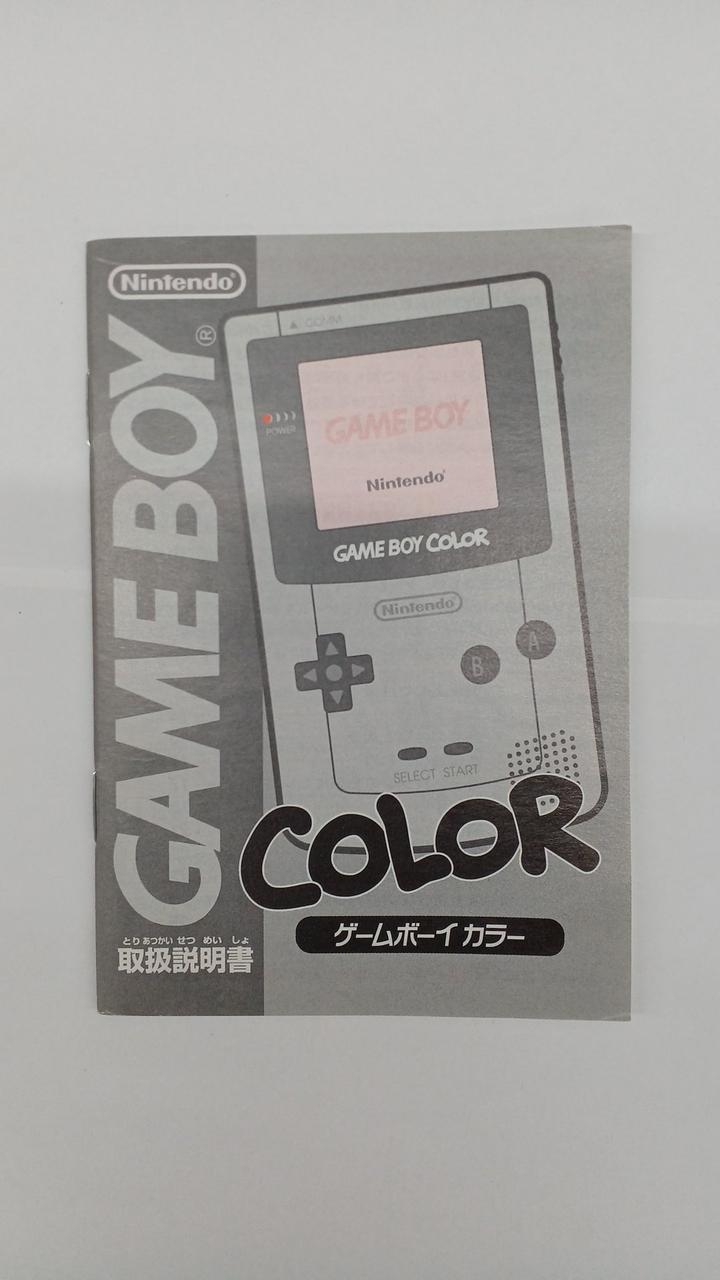 Nintendo®
GAME BOY®
▲ COMM
POWER
GAME BOY
Nintendo®
GAME BOY COLOR
Nintendo
A
B
SELECT START
COLOR
ゲームボーイ カラー
とりあつかいせつめいしょ
取扱説明書